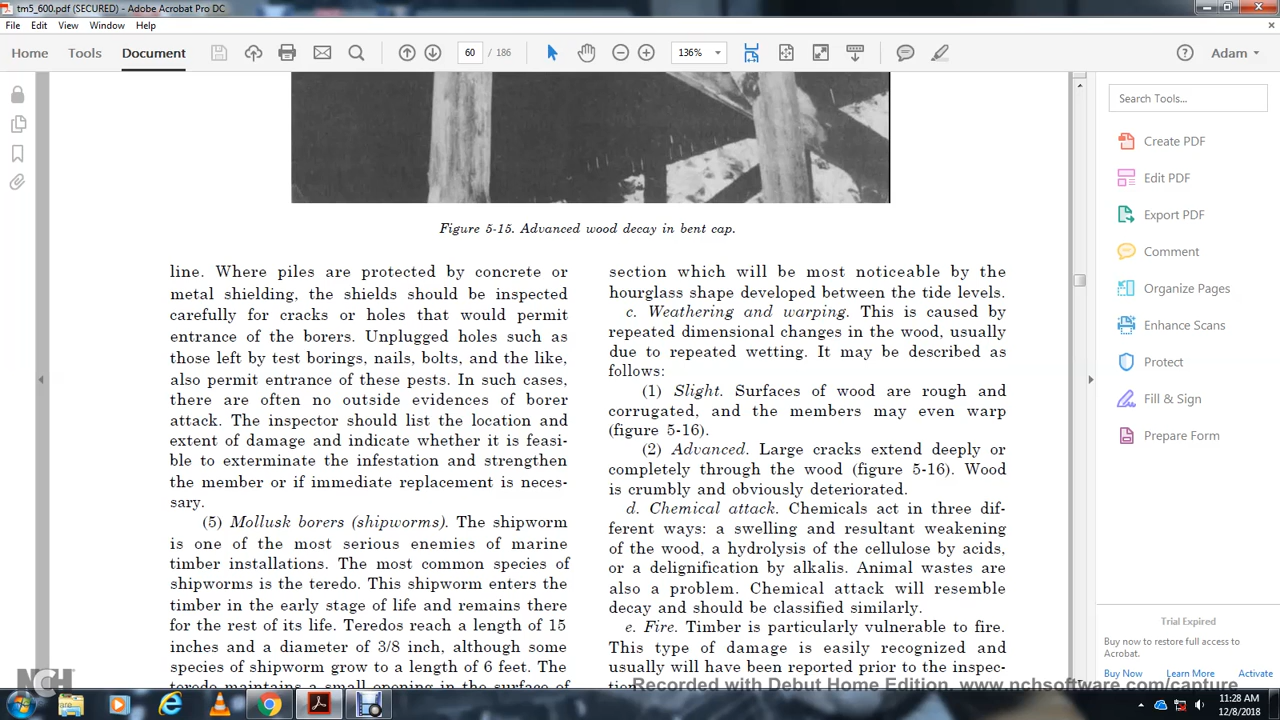 tm5_600.pdf (SECURED) - Adobe Acrobat Pro DC
File Edit View Window Help
Home Tools Document 60 / 186 136% Adam
Search Tools...
Create PDF
Edit PDF
Export PDF
Comment
Organize Pages
Enhance Scans
Protect
Fill & Sign
Prepare Form
Figure 5-15. Advanced wood decay in bent cap.
line. Where piles are protected by concrete or
metal shielding, the shields should be inspected
carefully for cracks or holes that would permit
entrance of the borers. Unplugged holes such as
those left by test borings, nails, bolts, and the like,
also permit entrance of these pests. In such cases,
there are often no outside evidences of borer
attack. The inspector should list the location and
extent of damage and indicate whether it is feasi-
ble to exterminate the infestation and strengthen
the member or if immediate replacement is neces-
sary.
(5) Mollusk borers (shipworms). The shipworm
is one of the most serious enemies of marine
timber installations. The most common species of
shipworms is the teredo. This shipworm enters the
timber in the early stage of life and remains there
for the rest of its life. Teredos reach a length of 15
inches and a diameter of 3/8 inch, although some
species of shipworm grow to a length of 6 feet. The
teredo maintains a small opening in the surface of
section which will be most noticeable by the
hourglass shape developed between the tide levels.
c. Weathering and warping. This is caused by
repeated dimensional changes in the wood, usually
due to repeated wetting. It may be described as
follows:
(1) Slight. Surfaces of wood are rough and
corrugated, and the members may even warp
(figure 5-16).
(2) Advanced. Large cracks extend deeply or
completely through the wood (figure 5-16). Wood
is crumbly and obviously deteriorated.
d. Chemical attack. Chemicals act in three dif-
ferent ways: a swelling and resultant weakening
of the wood, a hydrolysis of the cellulose by acids,
or a delignification by alkalis. Animal wastes are
also a problem. Chemical attack will resemble
decay and should be classified similarly.
e. Fire. Timber is particularly vulnerable to fire.
This type of damage is easily recognized and
usually will have been reported prior to the inspec-
tion
Trial Expired
Buy now to restore full access to
Acrobat.
Buy Now Learn More Activate
NCH
Recorded with Debut Home Edition. www.nchsoftware.com/capture
11:28 AM
12/8/2018